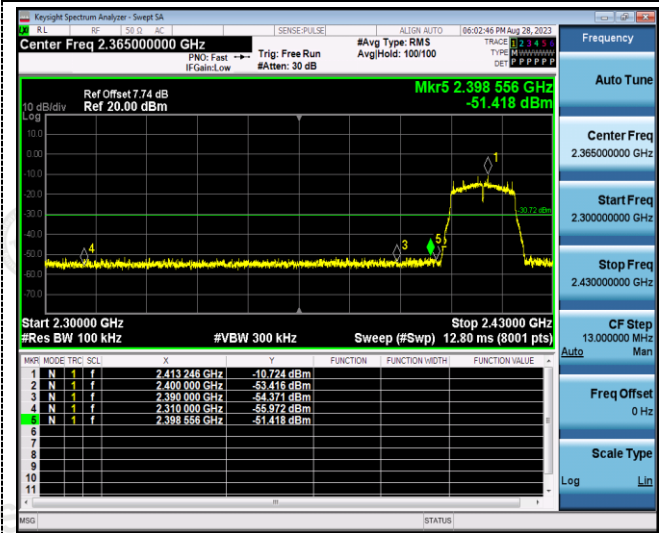 Keysight Spectrum Analyzer - Swept SA
RL RF 50 Ω AC SENSE:PULSE ALIGN AUTO 06:02:46 PM Aug 28, 2023
Center Freq 2.365000000 GHz
PNO: Fast
IFGain:Low
Trig: Free Run
#Atten: 30 dB
#Avg Type: RMS
Avg|Hold: 100/100
TRACE 1 2 3 4 5 6
TYPE M W W W W W
DET P P P P P P
Frequency
Auto Tune
Center Freq
2.365000000 GHz
Start Freq
2.300000000 GHz
Stop Freq
2.430000000 GHz
CF Step
13.000000 MHz
Auto Man
Freq Offset
0 Hz
Scale Type
Log Lin
Ref Offset 7.74 dB
10 dB/div Ref 20.00 dBm
Log
Mkr5 2.398 556 GHz
-51.418 dBm
10.0
0.00
-10.0
-20.0
-30.0
-40.0
-50.0
-60.0
-70.0
1
-30.72 dBm
4
3
5
Start 2.30000 GHz Stop 2.43000 GHz
#Res BW 100 kHz #VBW 300 kHz Sweep (#Swp) 12.80 ms (8001 pts)
MKR MODE TRC SCL X Y FUNCTION FUNCTION WIDTH FUNCTION VALUE
1 N 1 f 2.413 246 GHz -10.724 dBm
2 N 1 f 2.400 000 GHz -53.416 dBm
3 N 1 f 2.390 000 GHz -54.371 dBm
4 N 1 f 2.310 000 GHz -55.972 dBm
5 N 1 f 2.398 556 GHz -51.418 dBm
6
7
8
9
10
11
MSG STATUS